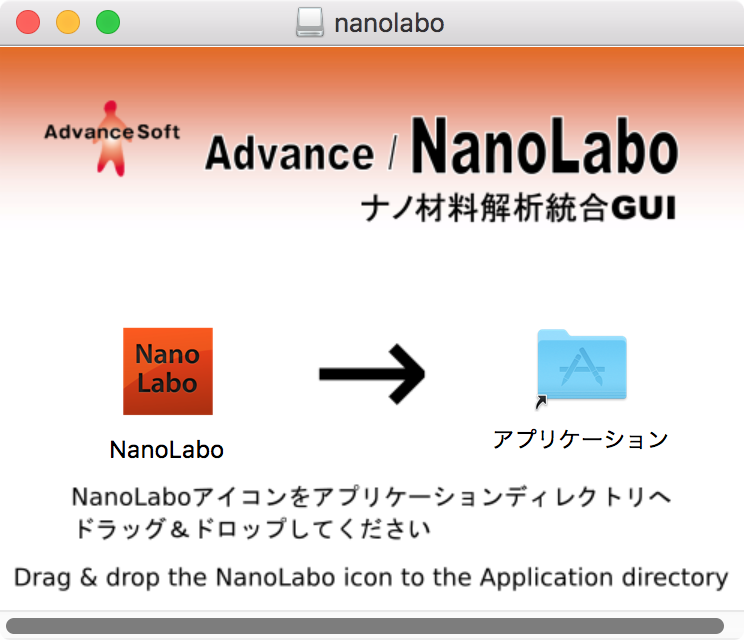 nanolabo
AdvanceSoft
Advance / NanoLabo
ナノ材料解析統合GUI
Nano
Labo
NanoLabo
アプリケーション
NanoLaboアイコンをアプリケーションディレクトリへ
ドラッグ＆ドロップしてください
Drag & drop the NanoLabo icon to the Application directory